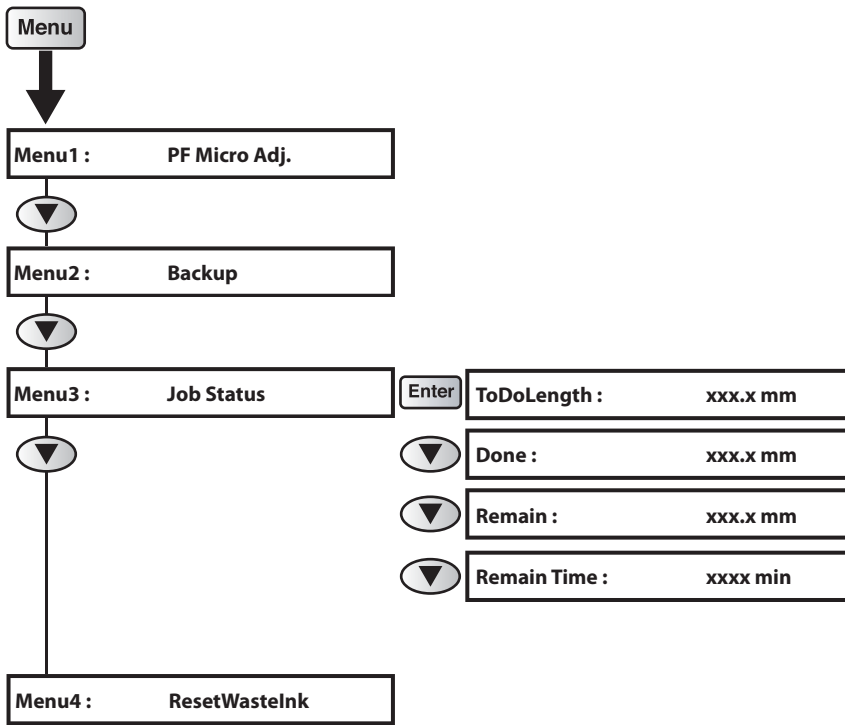 Menu
Menu1 : PF Micro Adj.
Menu2 : Backup
Menu3 : Job Status
Enter ToDoLength : xxx.x mm
Done : xxx.x mm
Remain : xxx.x mm
Remain Time : xxxx min
Menu4 : ResetWasteInk